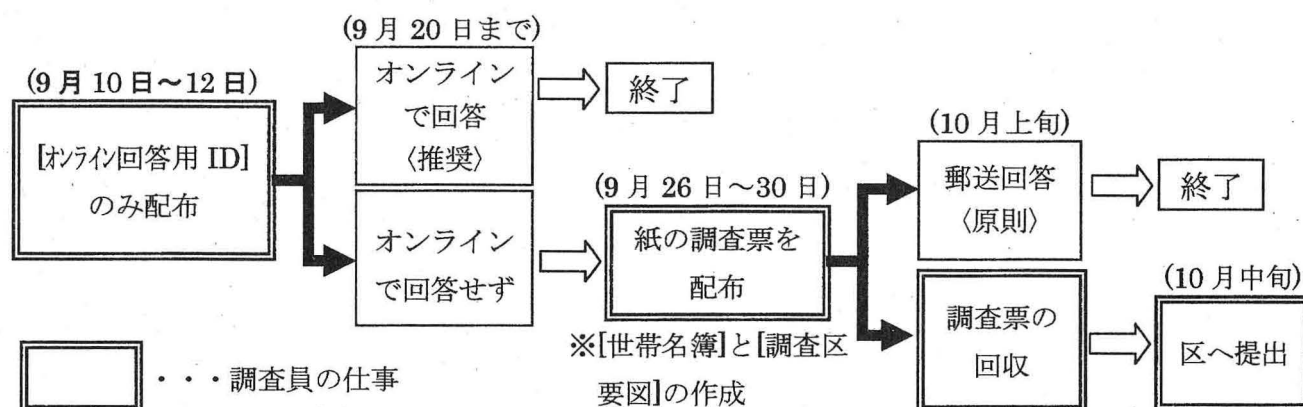 (9月10日～12日)
[ｵﾝﾗｲﾝ回答用 ID]
のみ配布
(9月20日まで)
オンライン
で回答
〈推奨〉
終了
オンライン
で回答せず
(9月26日～30日)
紙の調査票を
配布
※[世帯名簿]と[調査区
要図]の作成
(10月上旬)
郵送回答
〈原則〉
終了
調査票の
回収
(10月中旬)
区へ提出
・・・調査員の仕事